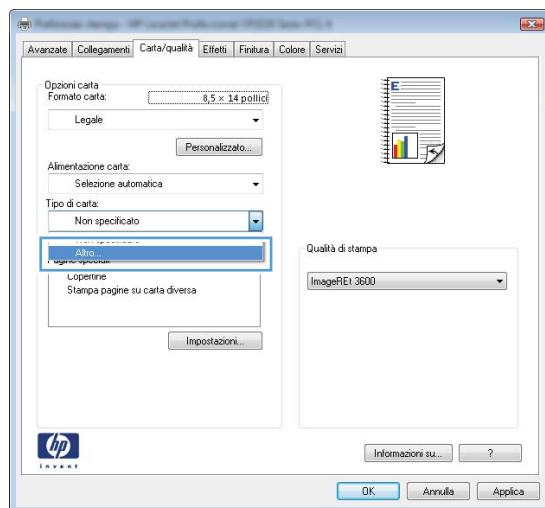 Avanzate Collegamenti Carta/qualità Effetti Finitura Colore Servizi
Opzioni carta
Formato carta: 8,5 × 14 pollici
Legale
Personalizzato...
Alimentazione carta:
Selezione automatica
Tipo di carta:
Non specificato
Altro...
Copertine
Stampa pagine su carta diversa
Impostazioni...
E
Qualità di stampa
ImageREt 3600
hp
invent
Informazioni su... ?
OK Annulla Applica